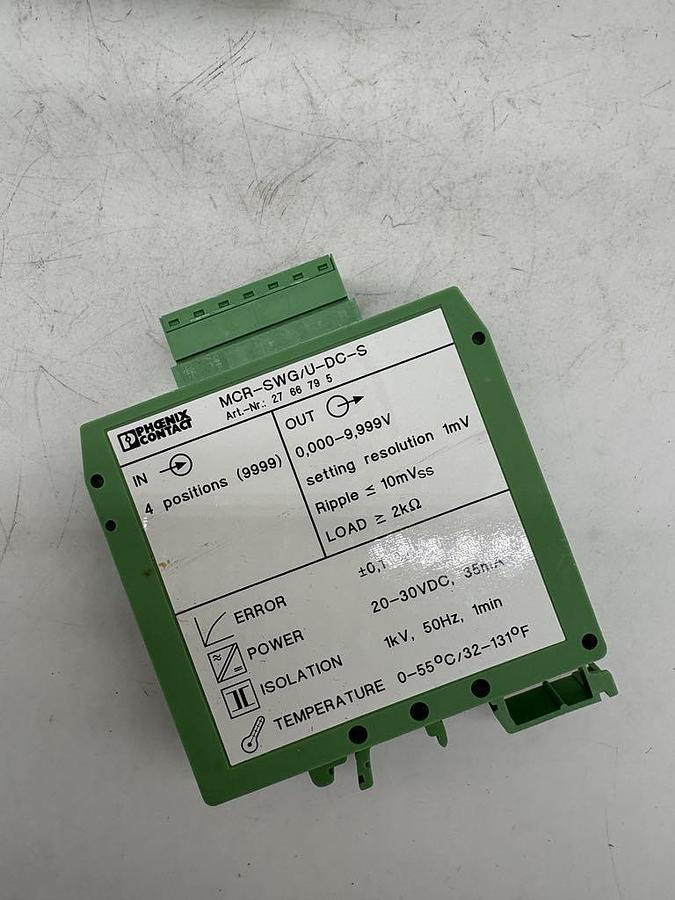 PHŒNIX
CONTACT
MCR-SWG/U-DC-S
Art.-Nr.: 27 66 79 5
IN
4 positions (9999)
OUT
0,000-9,999V
setting resolution 1mV
Ripple ≤ 10mVSS
LOAD ≥ 2kΩ
ERROR
POWER 20-30VDC, 35mA
ISOLATION 1kV, 50Hz, 1min
TEMPERATURE 0-55°C/32-131°F